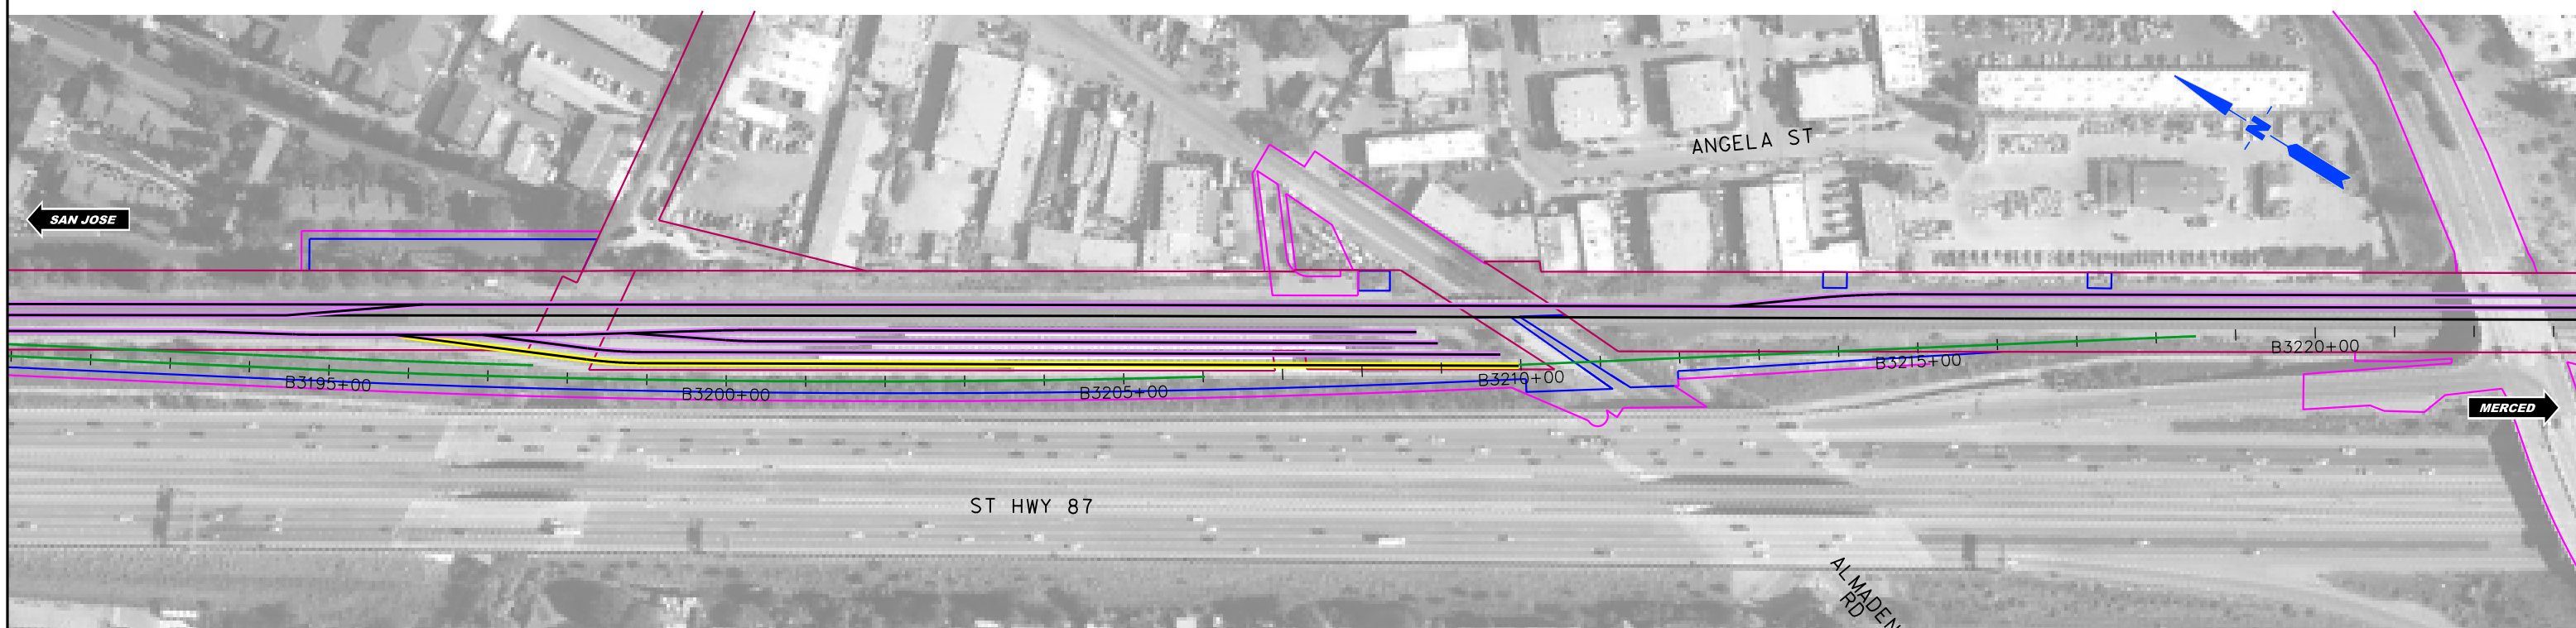 ANGELA ST
N
SAN JOSE
B3195+00
B3200+00
B3205+00
B3210+00
B3215+00
B3220+00
MERCED
ST HWY 87
ALMADEN
RD